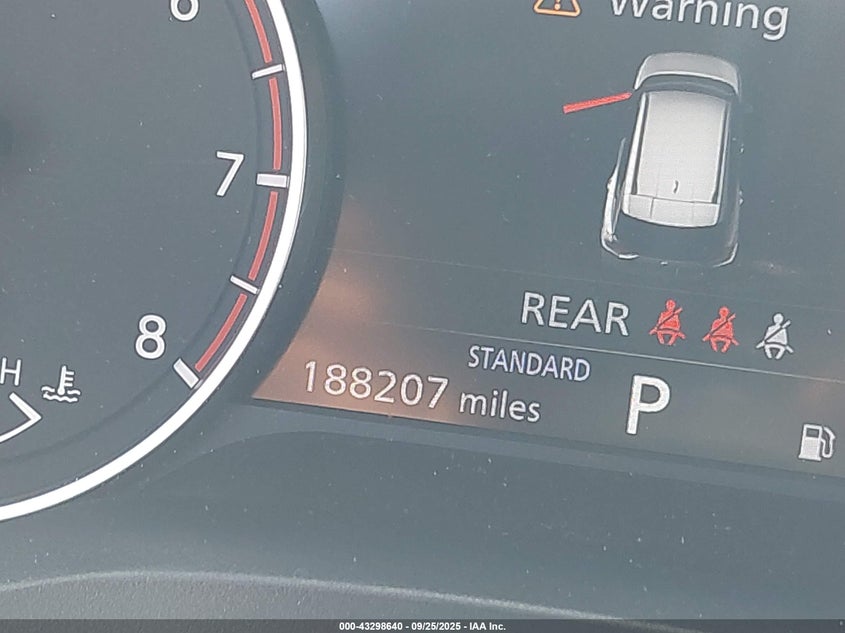 6
Warning
7
REAR
8
STANDARD
H
188207 miles
P
000-43298640 - 09/25/2025 - IAA Inc.